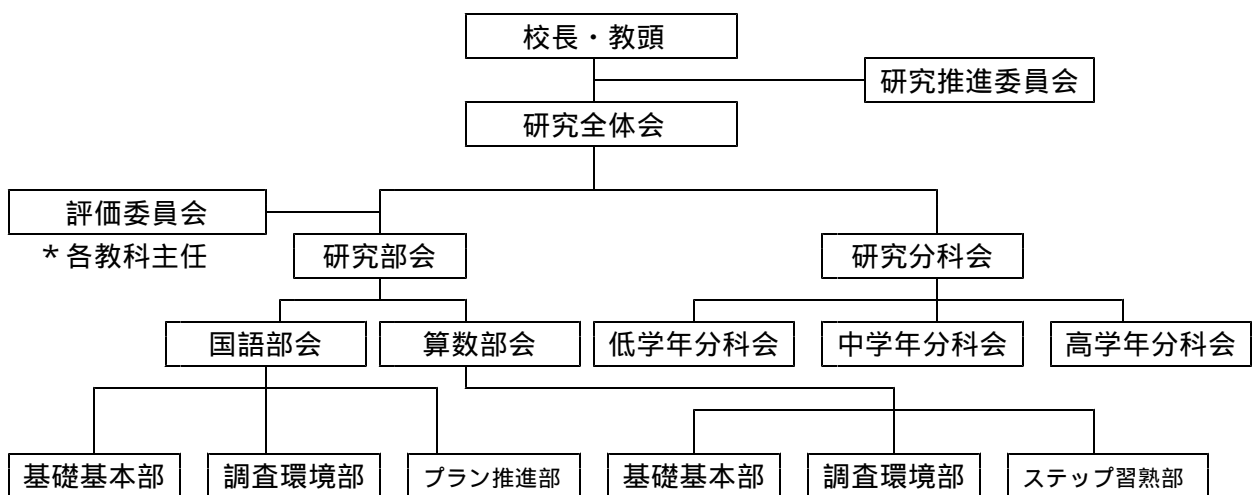 校長・教頭
研究推進委員会
研究全体会
評価委員会
*各教科主任
研究部会
研究分科会
国語部会
算数部会
低学年分科会
中学年分科会
高学年分科会
基礎基本部
調査環境部
プラン推進部
基礎基本部
調査環境部
ステップ習熟部